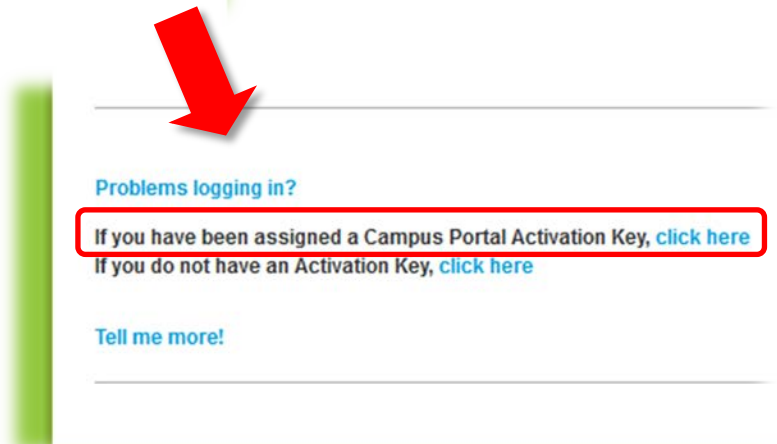 Problems logging in?
If you have been assigned a Campus Portal Activation Key, click here
If you do not have an Activation Key, click here
Tell me more!